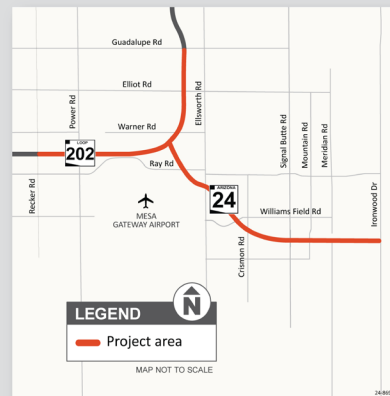 Guadalupe Rd
Elliot Rd
Power Rd
Ellsworth Rd
Warner Rd
LOOP
202
Ray Rd
Signal Butte Rd
Mountain Rd
Meridian Rd
Recker Rd
MESA
GATEWAY AIRPORT
ARIZONA
24
Williams Field Rd
Ironwood Dr
Crismon Rd
N
LEGEND
Project area
MAP NOT TO SCALE